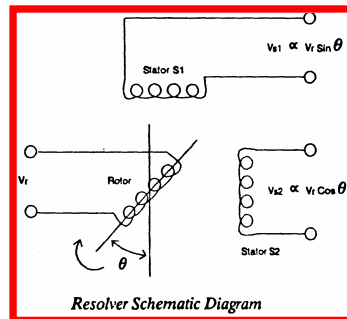 Vs1 ∝ Vr Sin θ
Stator S1
Vr
Rotor
Vs2 ∝ Vr Cos θ
θ
Stator S2
Resolver Schematic Diagram